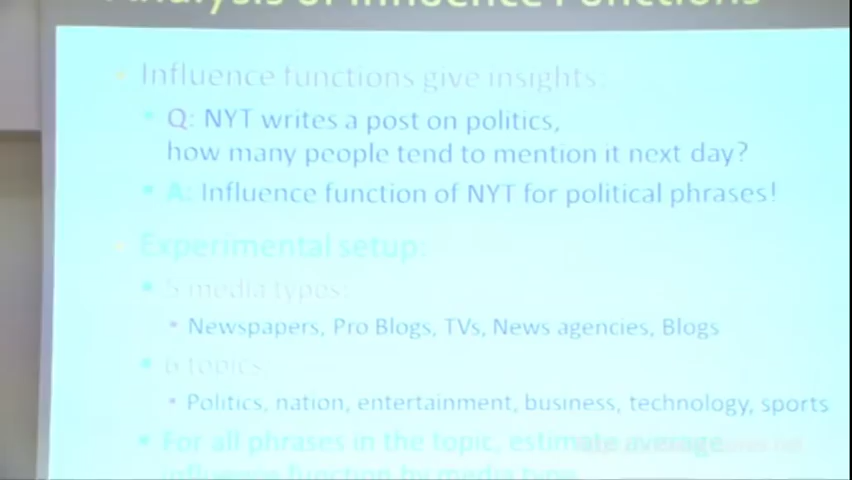 Analysis of Influence Functions
Influence functions give insights:
Q: NYT writes a post on politics,
how many people tend to mention it next day?
A: Influence function of NYT for political phrases!
Experimental setup:
5 media types:
Newspapers, Pro Blogs, TVs, News agencies, Blogs
6 topics:
Politics, nation, entertainment, business, technology, sports
For all phrases in the topic, estimate average
influence function by media type